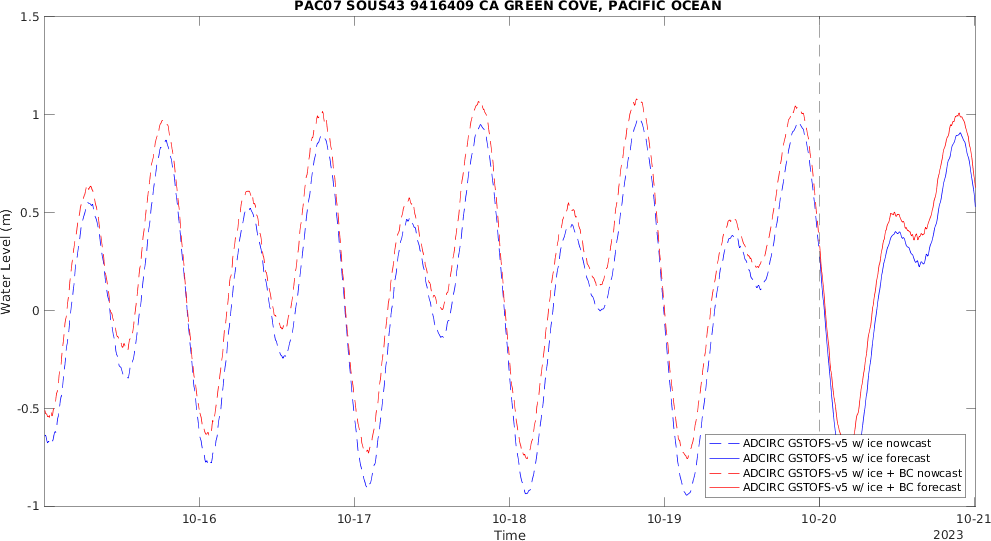 PAC07 SOUS43 9416409 CA GREEN COVE, PACIFIC OCEAN
1.5
1
0.5
0
-0.5
-1
Water Level (m)
ADCIRC GSTOFS-v5 w/ ice nowcast
ADCIRC GSTOFS-v5 w/ ice forecast
ADCIRC GSTOFS-v5 w/ ice + BC nowcast
ADCIRC GSTOFS-v5 w/ ice + BC forecast
10-16 10-17 10-18 10-19 10-20 10-21
Time
2023